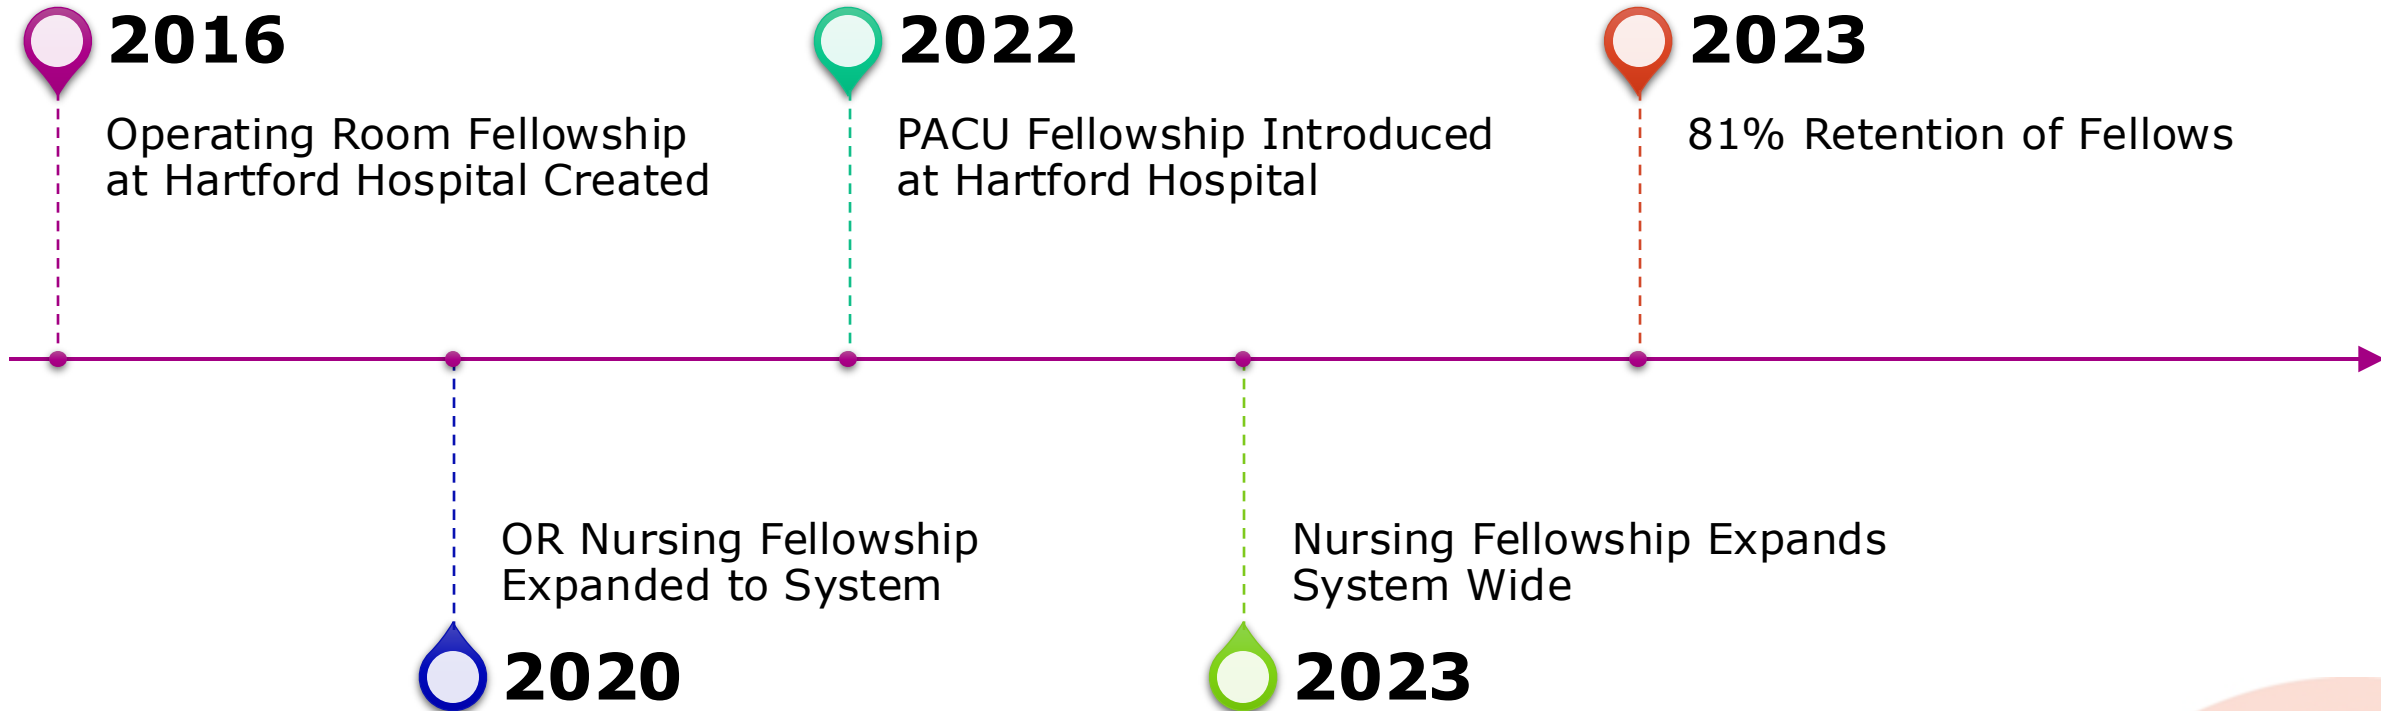 2016
Operating Room Fellowship
at Hartford Hospital Created
2022
PACU Fellowship Introduced
at Hartford Hospital
2023
81% Retention of Fellows
OR Nursing Fellowship
Expanded to System
2020
Nursing Fellowship Expands
System Wide
2023